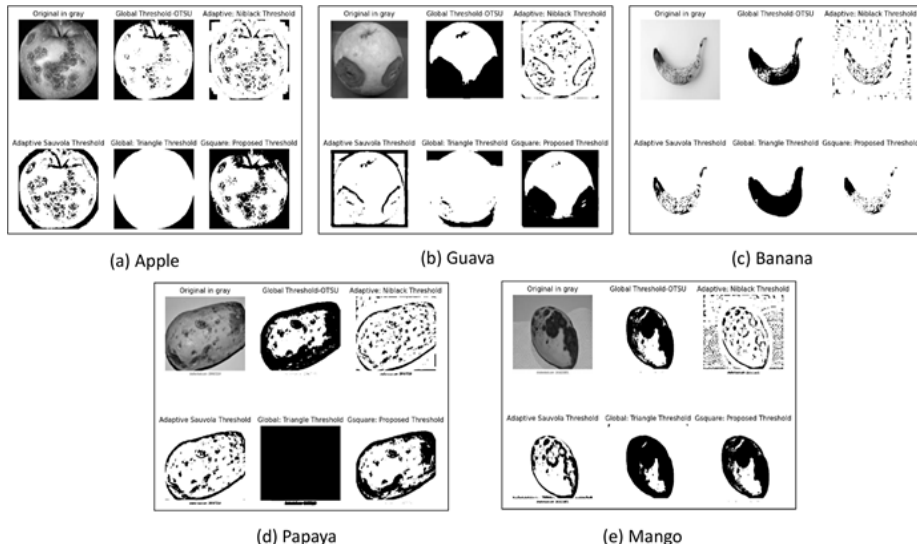 Original in gray Global Threshold-OTSU Adaptive: Niblack Threshold
Adaptive Sauvola Threshold Global: Triangle Threshold Gsquare: Proposed Threshold
(a) Apple
Original in gray Global Threshold-OTSU Adaptive: Niblack Threshold
Adaptive Sauvola Threshold Global: Triangle Threshold Gsquare: Proposed Threshold
(b) Guava
Original in gray Global Threshold-OTSU Adaptive: Niblack Threshold
Adaptive Sauvola Threshold Global: Triangle Threshold Gsquare: Proposed Threshold
(c) Banana
Original in gray Global Threshold-OTSU Adaptive: Niblack Threshold
Adaptive Sauvola Threshold Global: Triangle Threshold Gsquare: Proposed Threshold
(d) Papaya
Original in gray Global Threshold-OTSU Adaptive: Niblack Threshold
Adaptive Sauvola Threshold Global: Triangle Threshold Gsquare: Proposed Threshold
(e) Mango